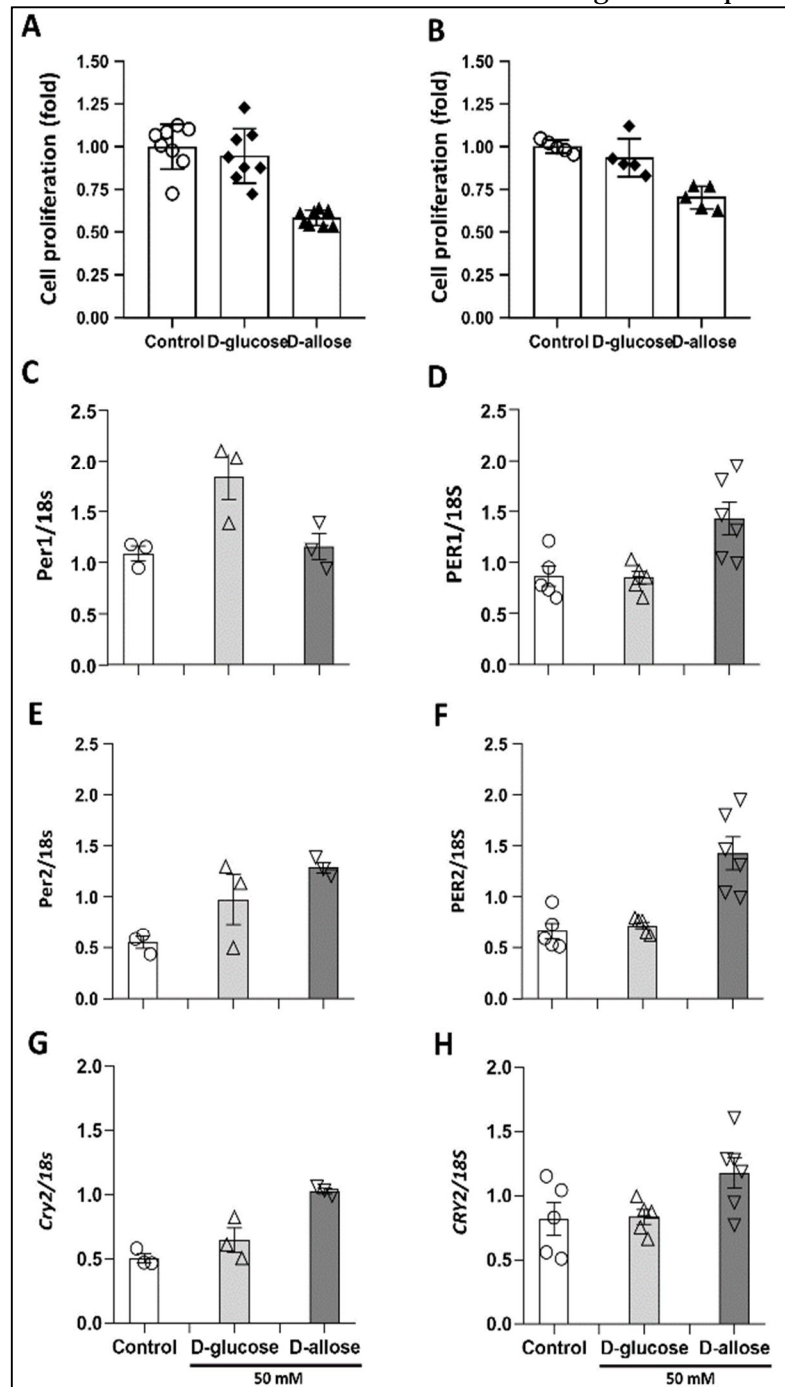 A
B
Cell proliferation (fold)
1.50
1.25
1.00
0.75
0.50
0.25
0.00
Control D-glucose D-allose
Cell proliferation (fold)
1.50
1.25
1.00
0.75
0.50
0.25
0.00
Control D-glucose D-allose
C
D
Per1/18s
2.5
2.0
1.5
1.0
0.5
0.0
PER1/18S
2.5
2.0
1.5
1.0
0.5
0.0
E
F
Per2/18s
2.5
2.0
1.5
1.0
0.5
0.0
PER2/18S
2.5
2.0
1.5
1.0
0.5
0.0
G
H
Cry2/18s
2.0
1.5
1.0
0.5
0.0
Control D-glucose D-allose
50 mM
CRY2/18S
2.0
1.5
1.0
0.5
0.0
Control D-glucose D-allose
50 mM